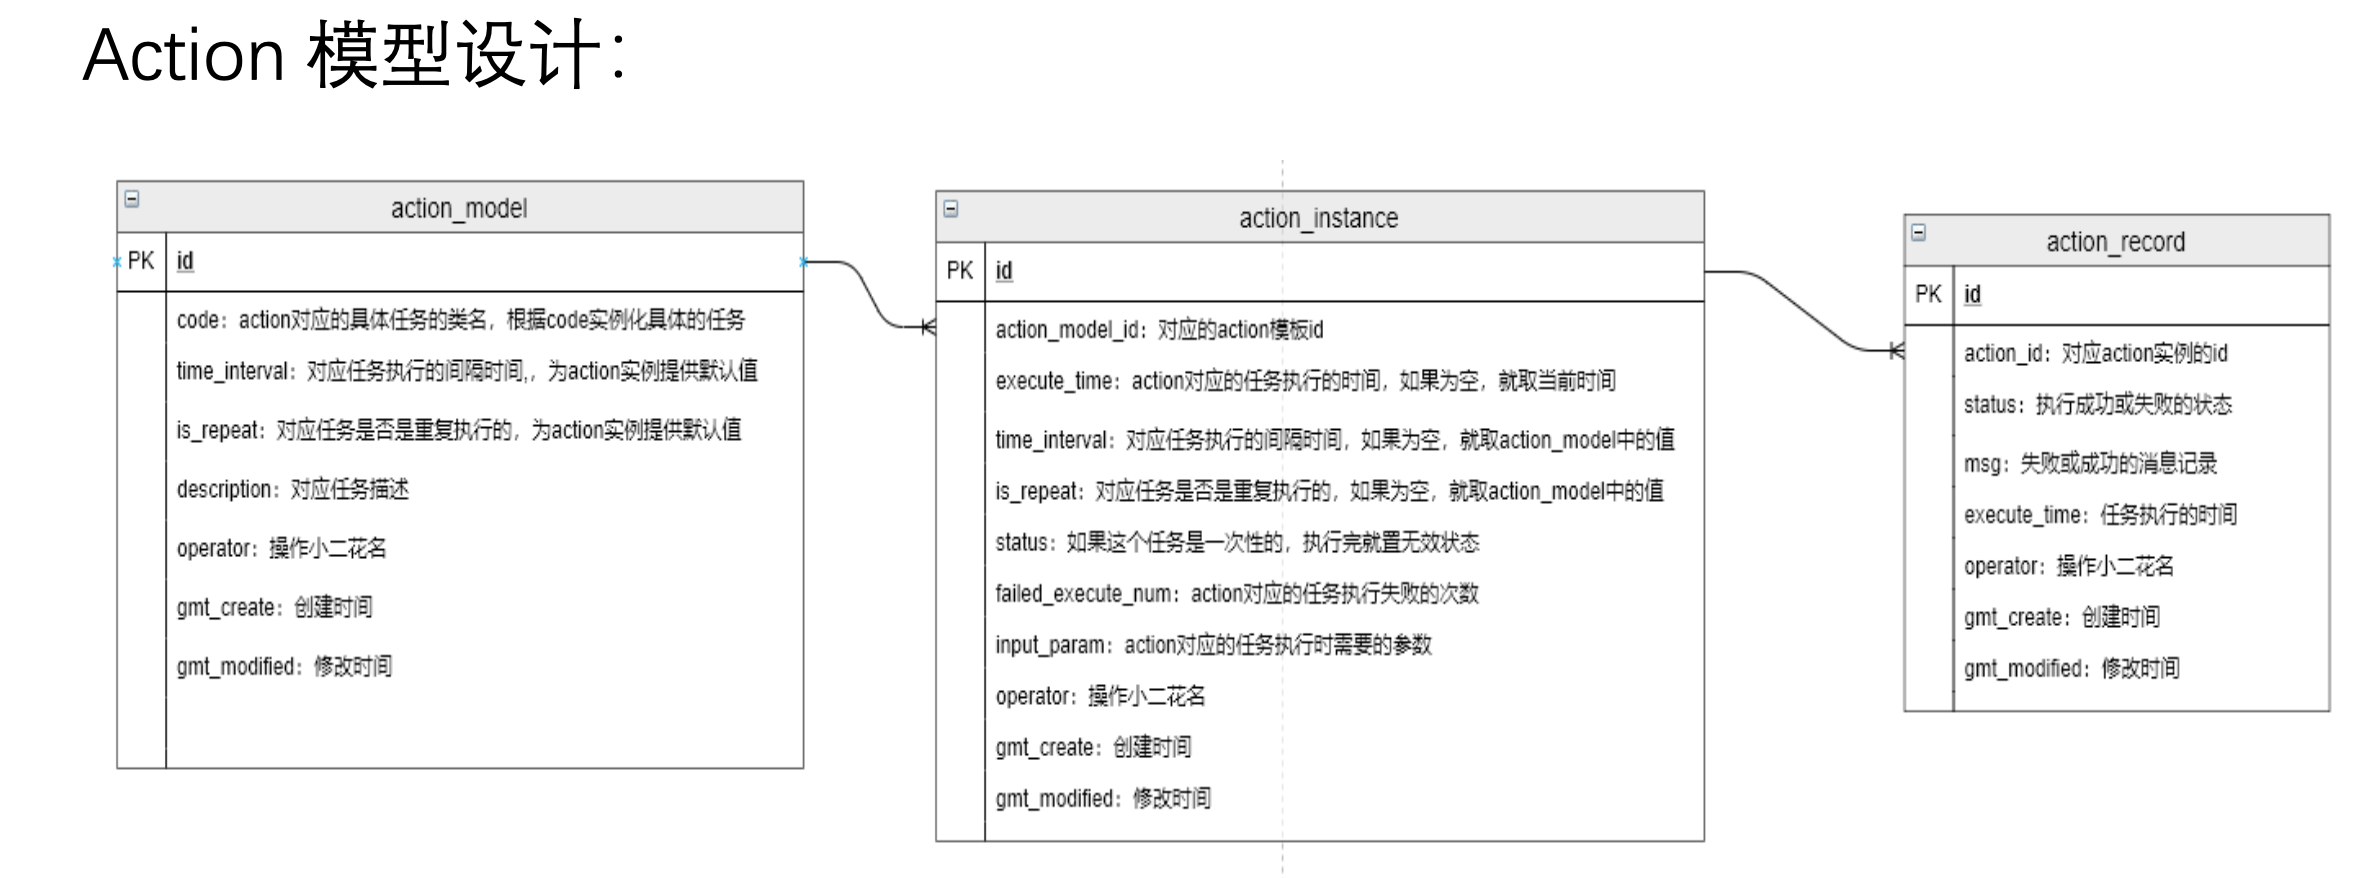 Action 模型设计：
action_model
PK
id
code：action对应的具体任务的类名，根据code实例化具体的任务
time_interval：对应任务执行的间隔时间,，为action实例提供默认值
is_repeat：对应任务是否是重复执行的，为action实例提供默认值
description：对应任务描述
operator：操作小二花名
gmt_create：创建时间
gmt_modified：修改时间
action_instance
PK
id
action_model_id：对应的action模板id
execute_time：action对应的任务执行的时间，如果为空，就取当前时间
time_interval：对应任务执行的间隔时间，如果为空，就取action_model中的值
is_repeat：对应任务是否是重复执行的，如果为空，就取action_model中的值
status：如果这个任务是一次性的，执行完就置无效状态
failed_execute_num：action对应的任务执行失败的次数
input_param：action对应的任务执行时需要的参数
operator：操作小二花名
gmt_create：创建时间
gmt_modified：修改时间
action_record
PK
id
action_id：对应action实例的id
status：执行成功或失败的状态
msg：失败或成功的消息记录
execute_time：任务执行的时间
operator：操作小二花名
gmt_create：创建时间
gmt_modified：修改时间